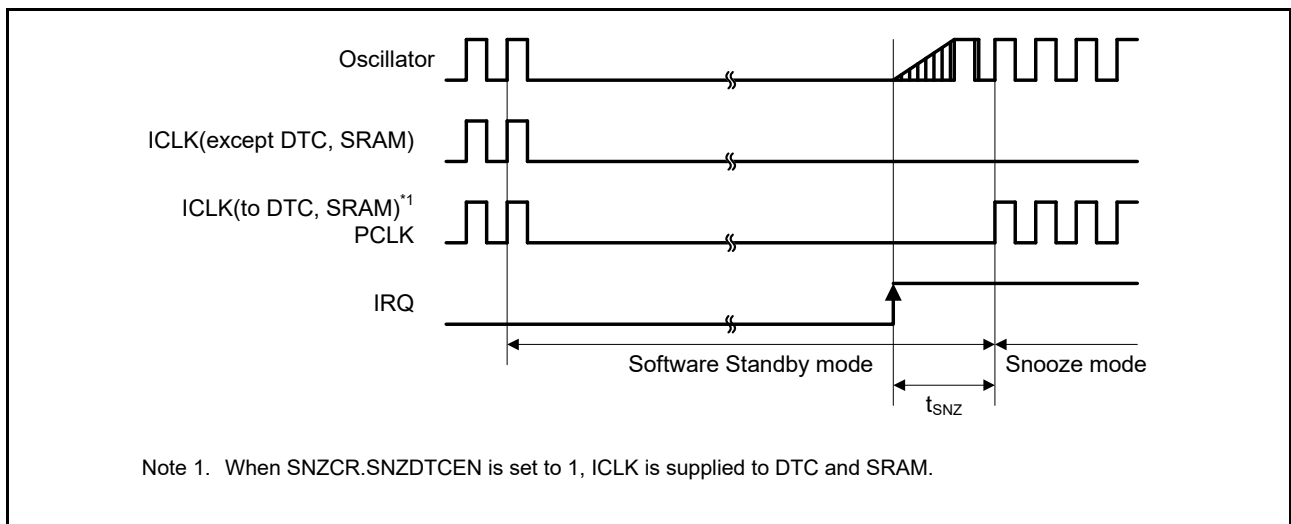 Oscillator
ICLK(except DTC, SRAM)
ICLK(to DTC, SRAM)*1
PCLK
IRQ
Software Standby mode
Snooze mode
tSNZ
Note 1. When SNZCR.SNZDTCEN is set to 1, ICLK is supplied to DTC and SRAM.